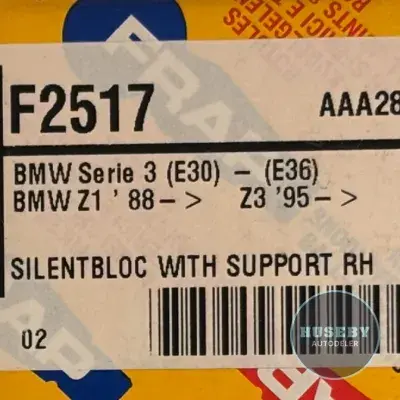 F2517 AAA28
BMW Serie 3 (E30) - (E36)
BMW Z1 '88-> Z3 '95->
SILENTBLOC WITH SUPPORT RH
02
HUSEBY
AUTODELER
FRAP